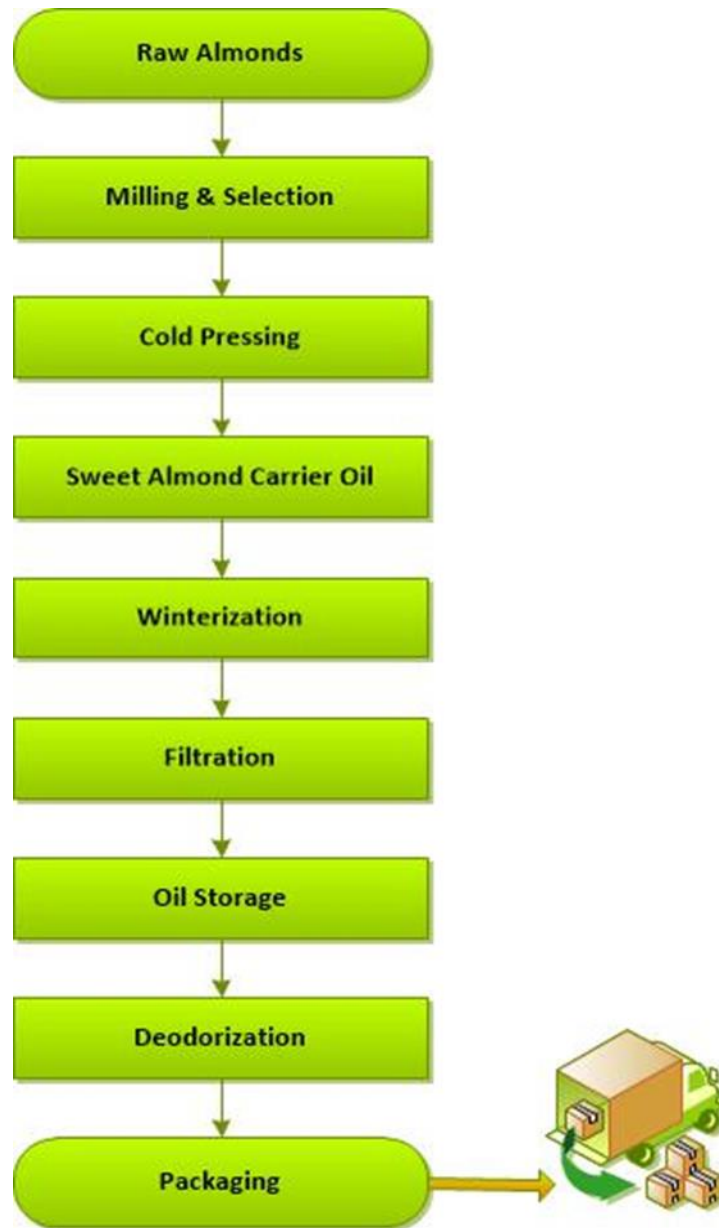 Raw Almonds
Milling & Selection
Cold Pressing
Sweet Almond Carrier Oil
Winterization
Filtration
Oil Storage
Deodorization
Packaging